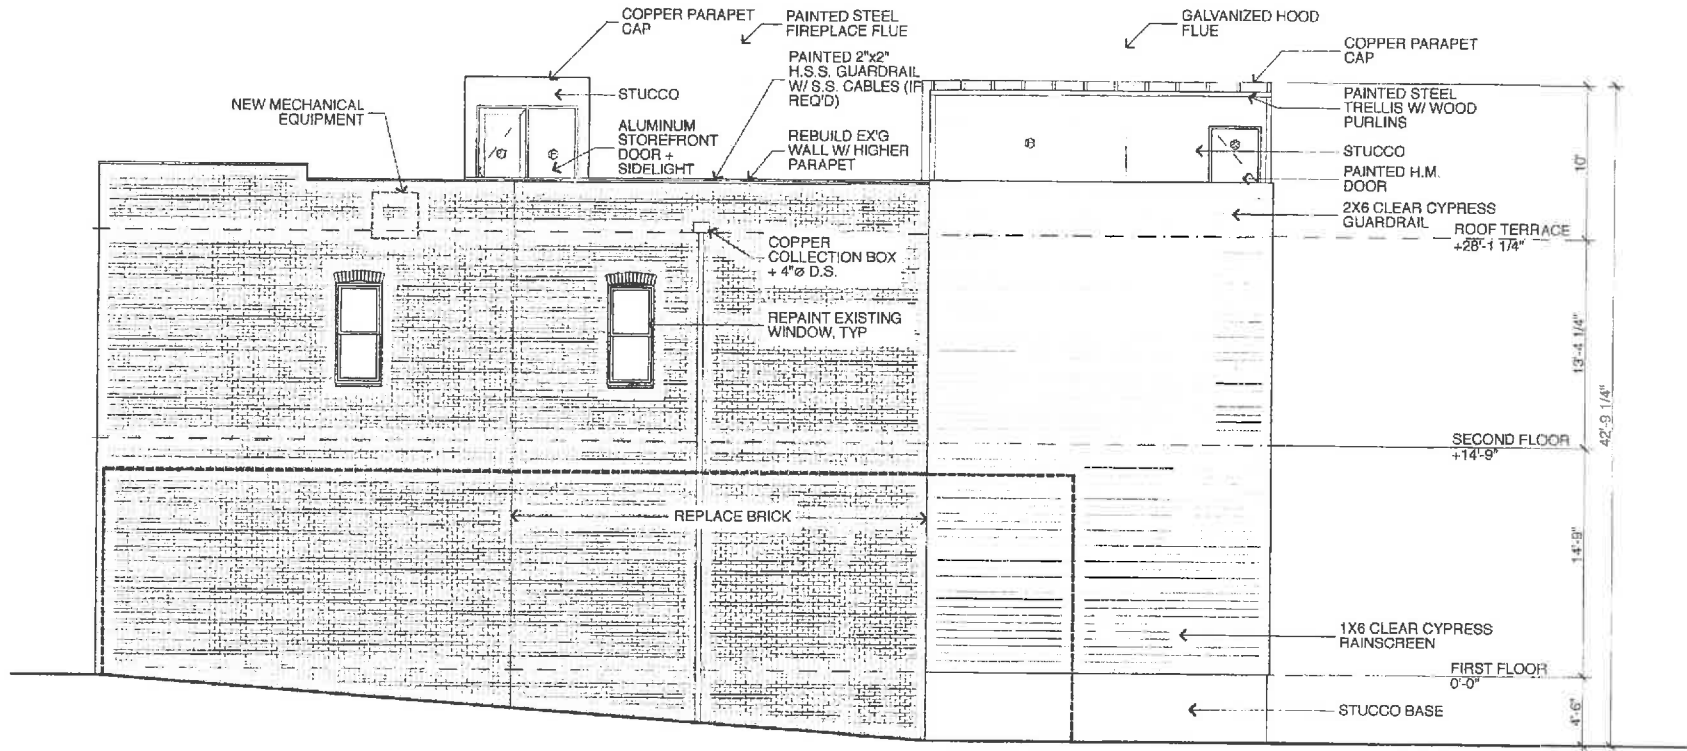 COPPER PARAPET
CAP
PAINTED STEEL
FIREPLACE FLUE
GALVANIZED HOOD
FLUE
COPPER PARAPET
CAP
PAINTED 2"x2"
H.S.S. GUARDRAIL
W/ S.S. CABLES (IF
REQ'D)
NEW MECHANICAL
EQUIPMENT
STUCCO
ALUMINUM
STOREFRONT
DOOR +
SIDELIGHT
REBUILD EX'G
WALL W/ HIGHER
PARAPET
PAINTED STEEL
TRELLIS W/ WOOD
PURLINS
STUCCO
PAINTED H.M.
DOOR
2X6 CLEAR CYPRESS
GUARDRAIL
ROOF TERRACE
+28'-1 1/4"
COPPER
COLLECTION BOX
+ 4"ø D.S.
REPAINT EXISTING
WINDOW, TYP
SECOND FLOOR
+14'-9"
REPLACE BRICK
1X6 CLEAR CYPRESS
RAINSCREEN
FIRST FLOOR
0'-0"
STUCCO BASE
10'
13'-4 1/4"
42'-9 1/4"
14'-9"
4'-6"